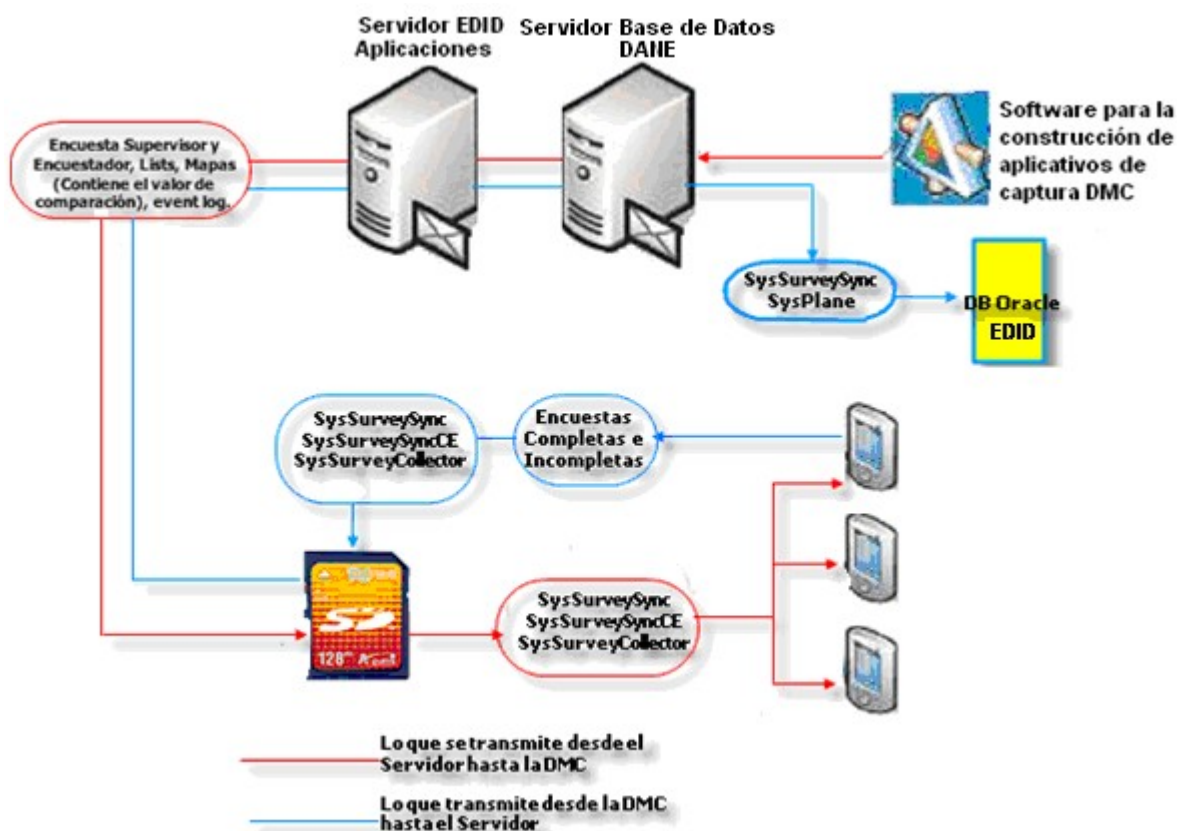 Servidor EDID
Aplicaciones
Servidor Base de Datos
DANE
Software para la
construcción de
aplicativos de
captura DMC
Encuesta Supervisor y
Encuestador, Lists, Mapas
(Contiene el valor de
comparación), event log.
SysSurveySync
SysPlane
DB Oracle
EDID
SysSurveySync
SysSurveySyncCE
SysSurveyCollector
Encuestas
Completas e
Incompletas
SD
128
SysSurveySync
SysSurveySyncCE
SysSurveyCollector
Lo que se transmite desde el
Servidor hasta la DMC
Lo que transmite desde la DMC
hasta el Servidor